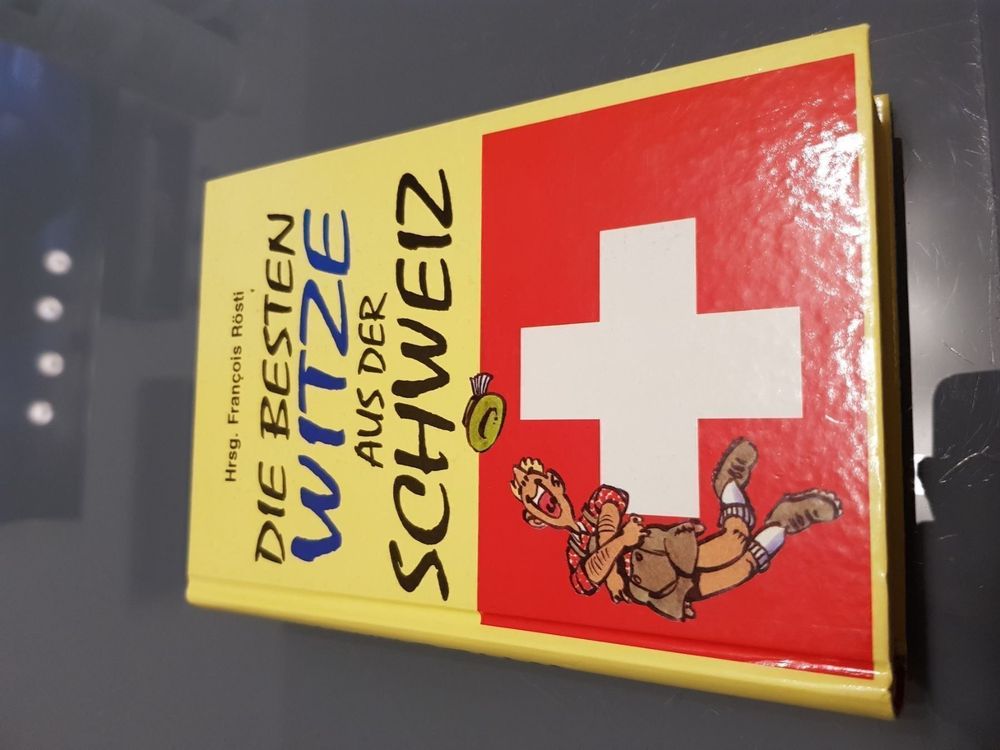 Hrsg. François Rösti
DIE BESTEN
WITZE
AUS DER
SCHWEIZ